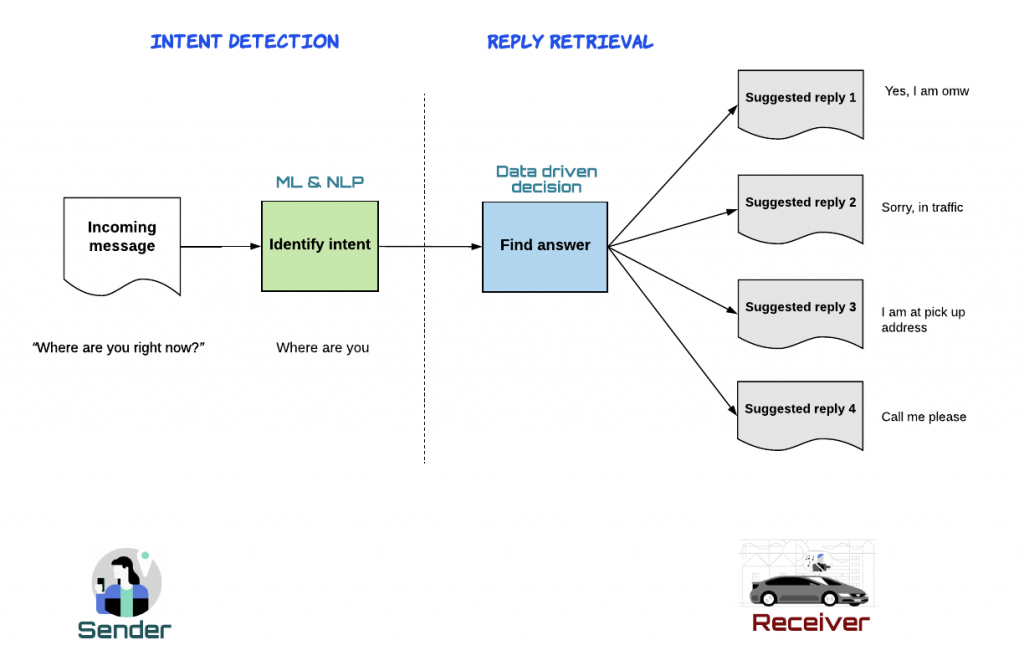 INTENT DETECTION
REPLY RETRIEVAL
Suggested reply 1
Yes, I am omw
ML & NLP
Data driven
decision
Suggested reply 2
Sorry, in traffic
Incoming
message
Identify intent
Find answer
Suggested reply 3
I am at pick up
address
"Where are you right now?"
Where are you
Suggested reply 4
Call me please
Sender
Receiver